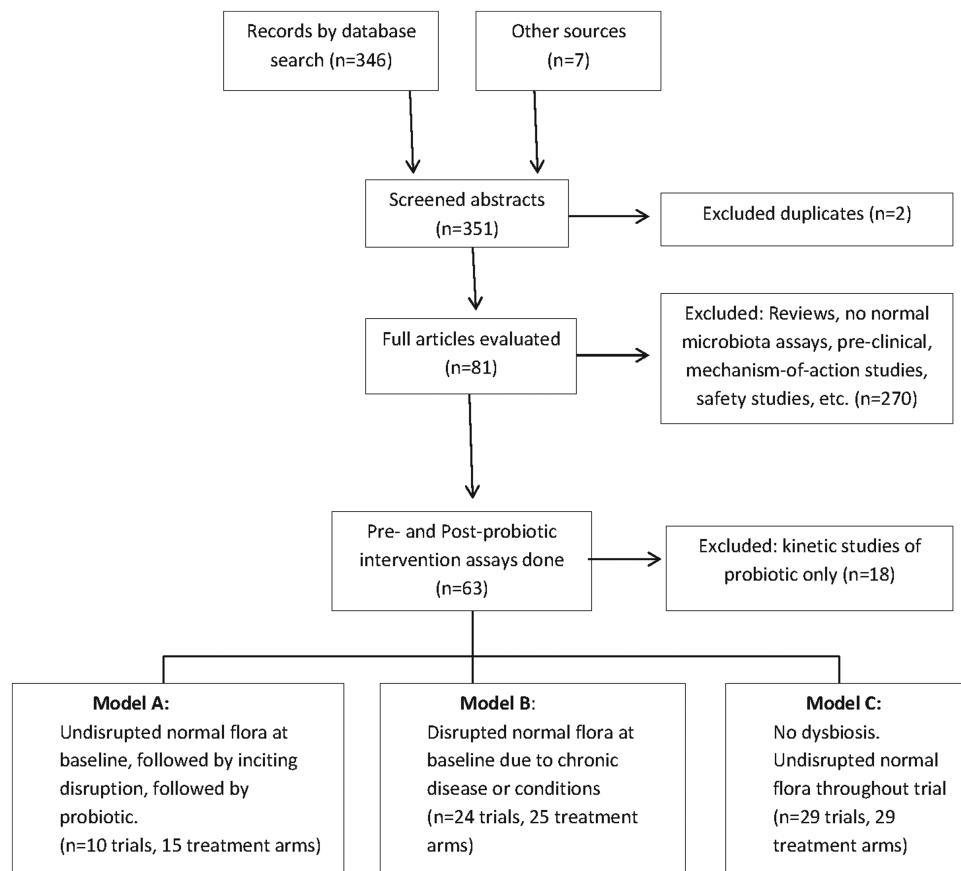 Records by database
search (n=346)
Other sources
(n=7)
Screened abstracts
(n=351)
Excluded duplicates (n=2)
Full articles evaluated
(n=81)
Excluded: Reviews, no normal
microbiota assays, pre-clinical,
mechanism-of-action studies,
safety studies, etc. (n=270)
Pre- and Post-probiotic
intervention assays done
(n=63)
Excluded: kinetic studies of
probiotic only (n=18)
Model A:
Undisrupted normal flora at
baseline, followed by inciting
disruption, followed by
probiotic.
(n=10 trials, 15 treatment arms)
Model B:
Disrupted normal flora at
baseline due to chronic
disease or conditions
(n=24 trials, 25 treatment
arms)
Model C:
No dysbiosis.
Undisrupted normal
flora throughout trial
(n=29 trials, 29
treatment arms)